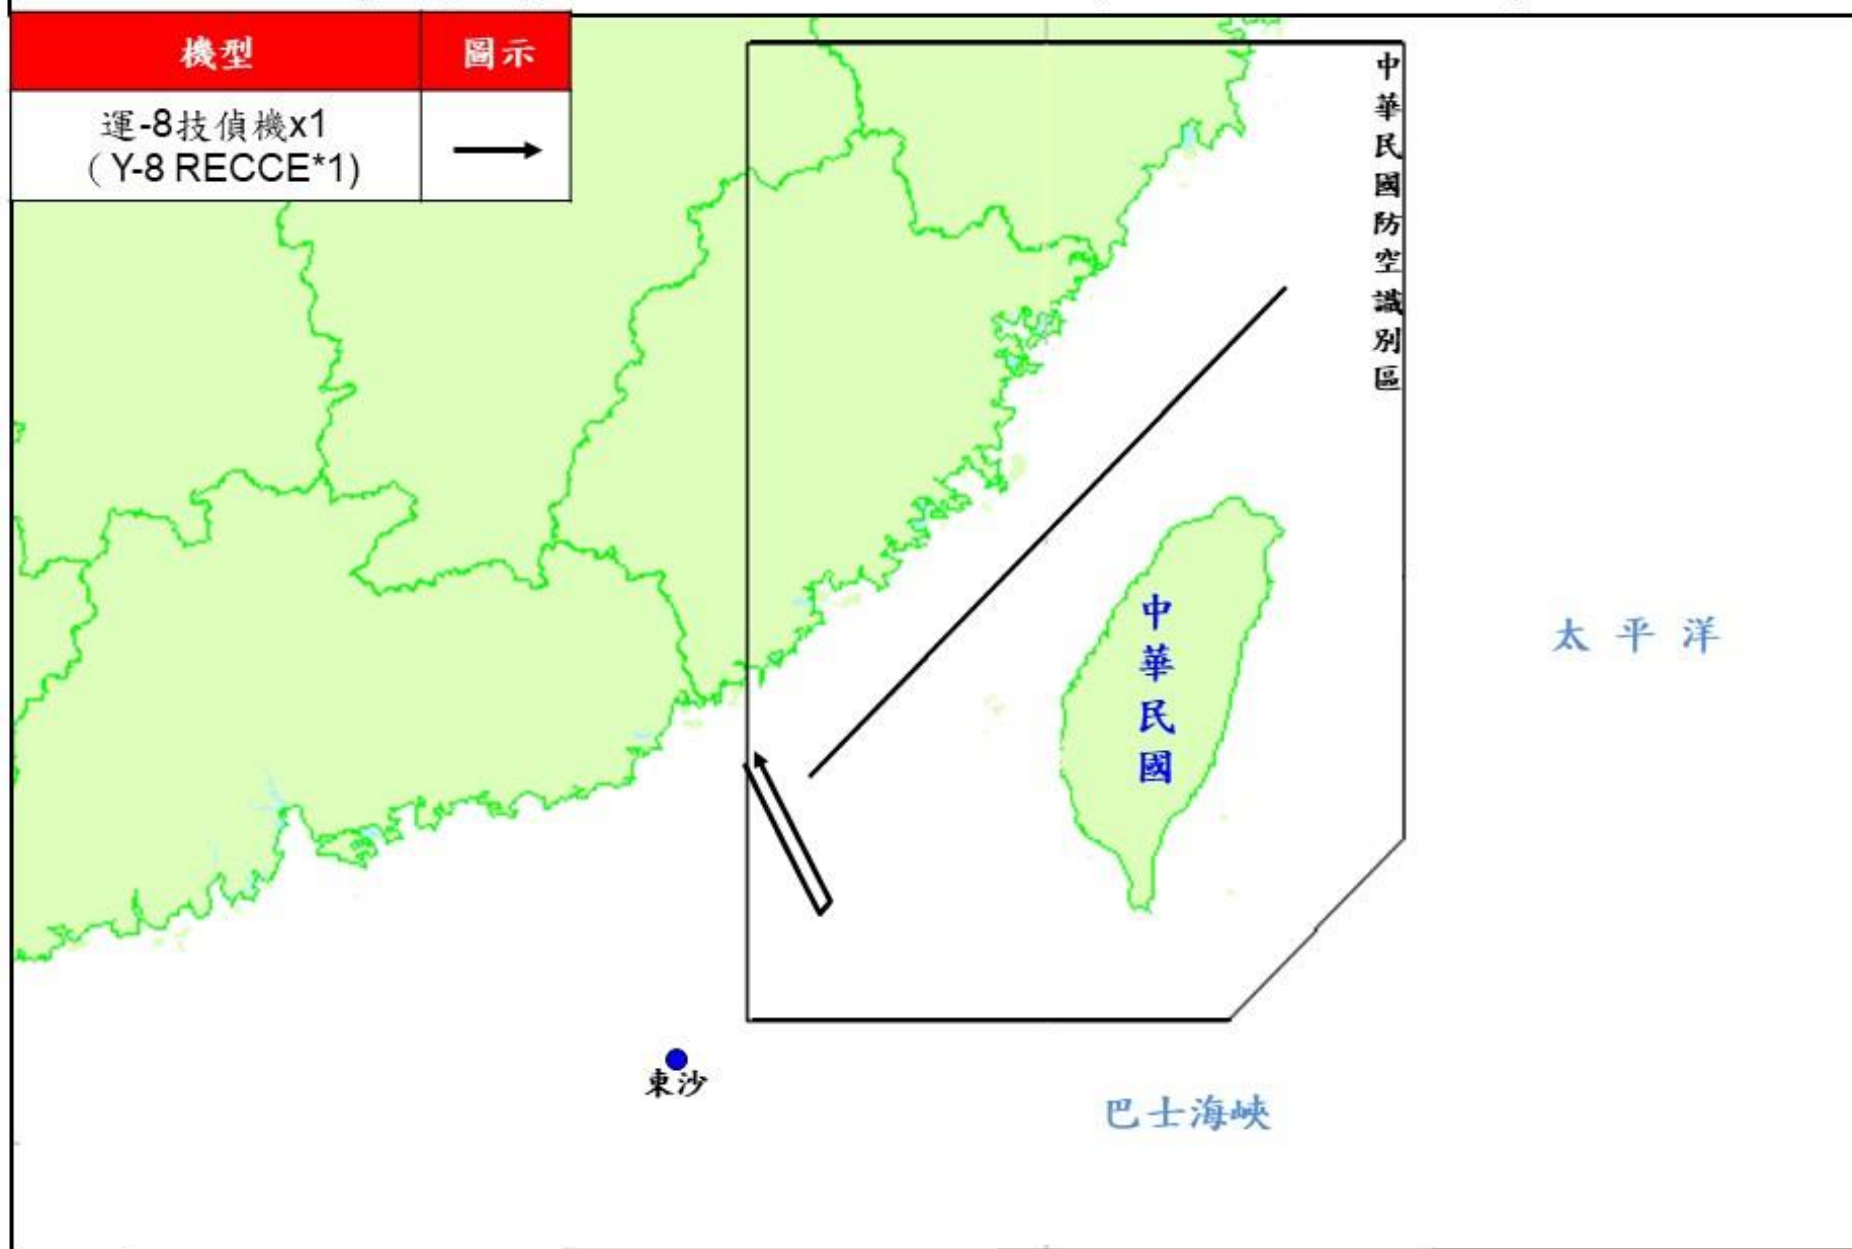 機型
圖示
運-8技偵機x1
（Y-8 RECCE*1)
中華民國防空識別區
中華民國
太平洋
東沙
巴士海峽